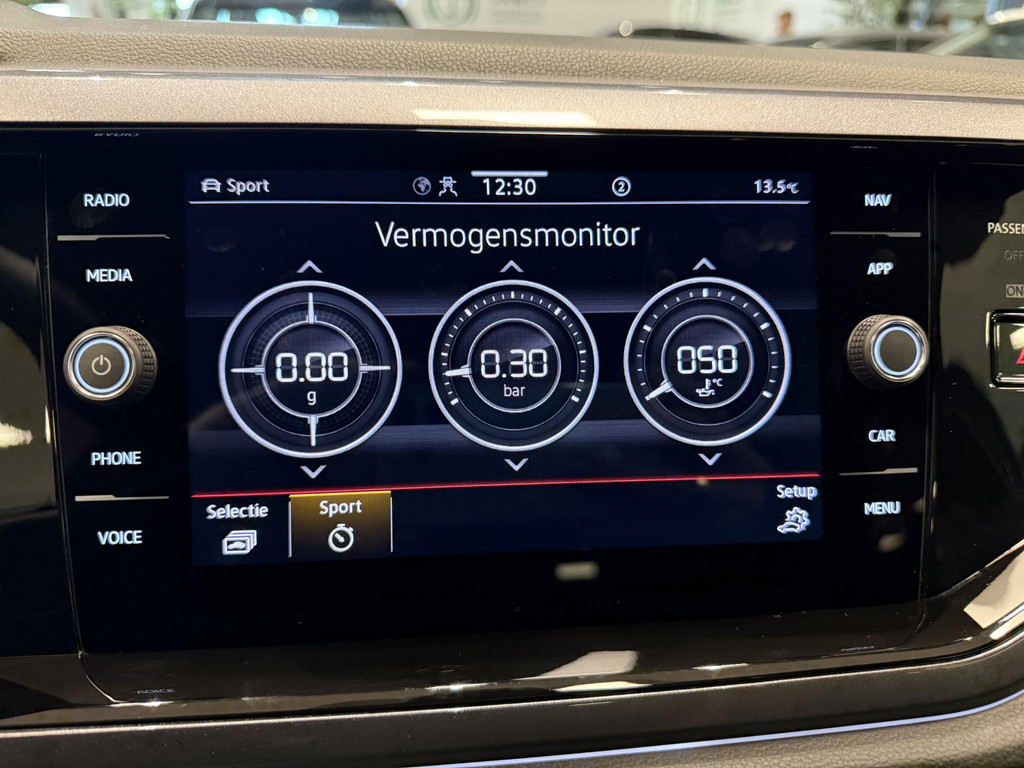 RADIO
MEDIA
PHONE
VOICE
Sport
12:30
2
13.5°C
Vermogensmonitor
0.00
g
0.30
bar
050
°C
Selectie
Sport
Setup
NAV
APP
CAR
MENU
PASSEN
OFF
ON